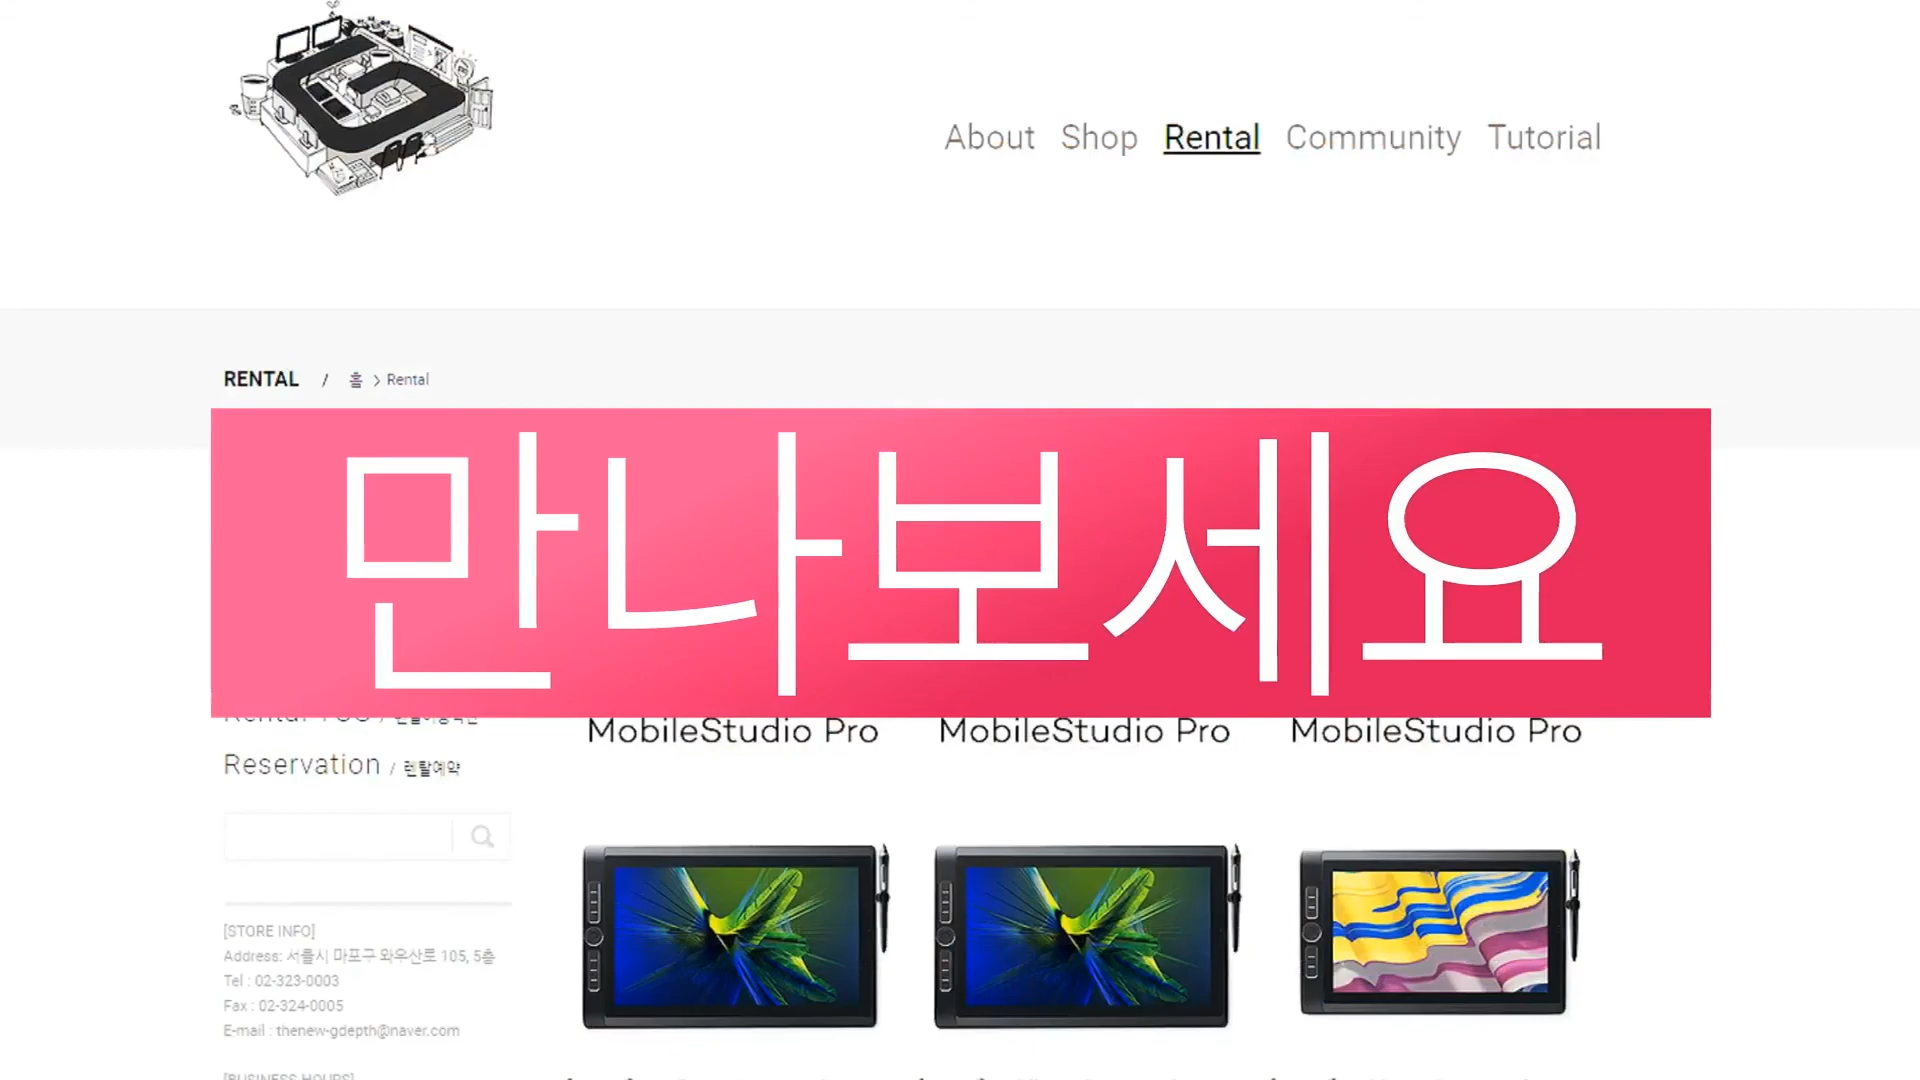 About Shop Rental Community Tutorial
RENTAL / 홈 > Rental
만나보세요
MobileStudio Pro MobileStudio Pro MobileStudio Pro
Reservation / 렌탈예약
[STORE INFO]
Address: 서울시 마포구 와우산로 105, 5층
Tel : 02-323-0003
Fax : 02-324-0005
E-mail : thenew-gdepth@naver.com
[BUSINESS HOURS]